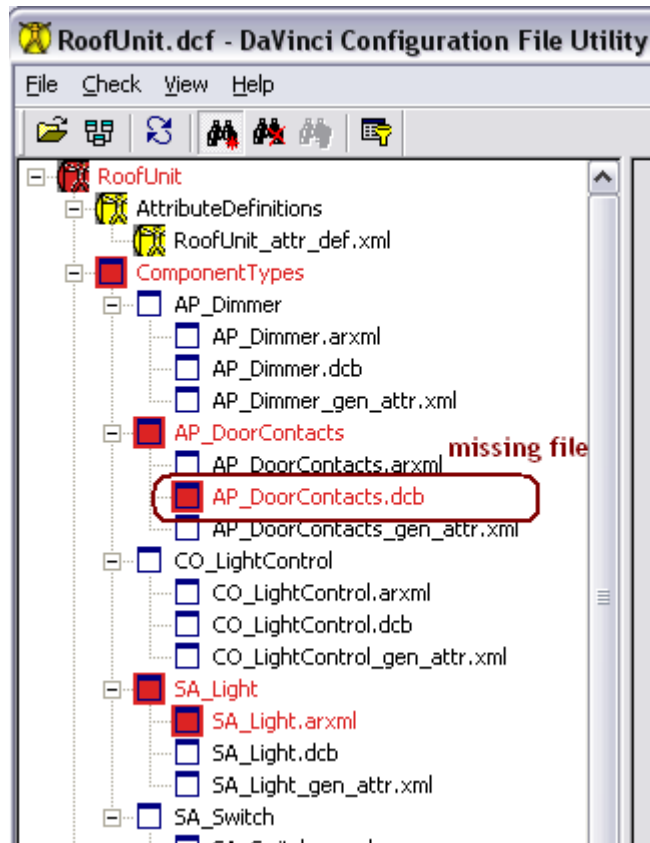 RoofUnit.dcf - DaVinci Configuration File Utility
File Check View Help
RoofUnit
AttributeDefinitions
RoofUnit_attr_def.xml
ComponentTypes
AP_Dimmer
AP_Dimmer.arxml
AP_Dimmer.dcb
AP_Dimmer_gen_attr.xml
AP_DoorContacts
missing file
AP_DoorContacts.arxml
AP_DoorContacts.dcb
AP_DoorContacts_gen_attr.xml
CO_LightControl
CO_LightControl.arxml
CO_LightControl.dcb
CO_LightControl_gen_attr.xml
SA_Light
SA_Light.arxml
SA_Light.dcb
SA_Light_gen_attr.xml
SA_Switch